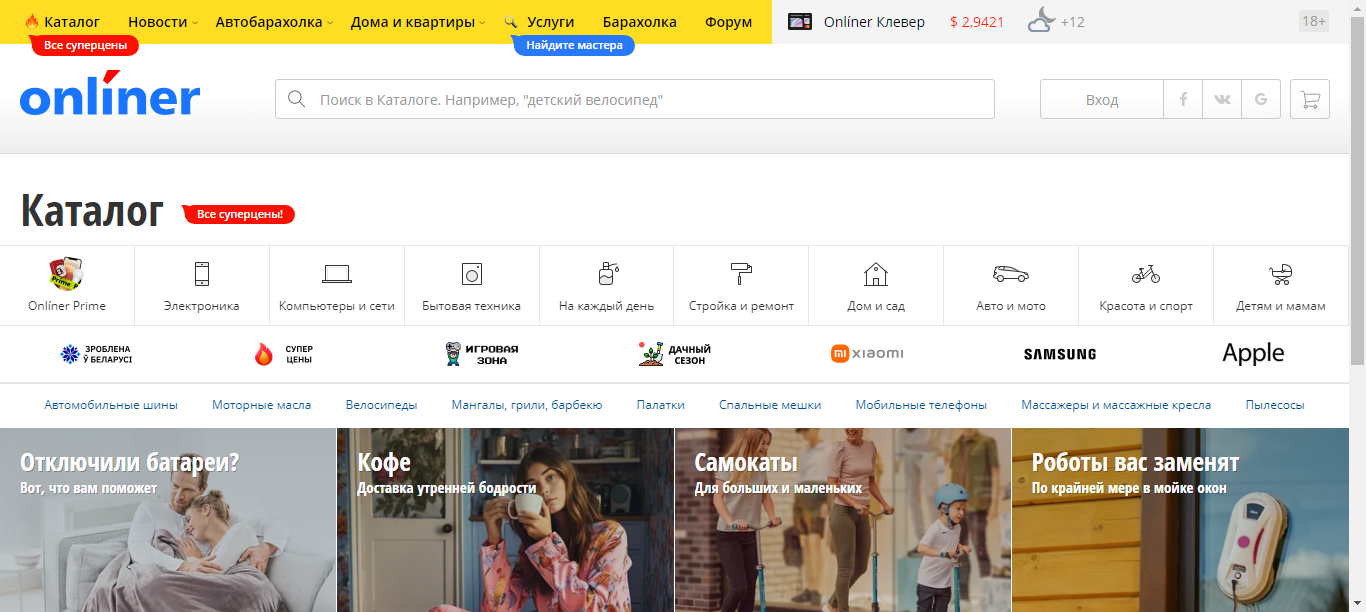 Каталог
Новости
Автобарахолка
Дома и квартиры
Услуги
Барахолка
Форум
Onlíner Клевер
$ 2,9421
+12
18+
Все суперцены
Найдите мастера
onlíner
Поиск в Каталоге. Например, "детский велосипед"
Вход
f
G
Каталог
Все суперцены!
Prime
Onlíner Prime
Электроника
Компьютеры и сети
Бытовая техника
На каждый день
Стройка и ремонт
Дом и сад
Авто и мото
Красота и спорт
Детям и мамам
ЗРОБЛЕНА
Ў БЕЛАРУСІ
СУПЕР
ЦЕНЫ
ИГРОВАЯ
ЗОНА
ДАЧНЫЙ
СЕЗОН
mi xiaomi
SAMSUNG
Apple
Автомобильные шины
Моторные масла
Велосипеды
Мангалы, грили, барбекю
Палатки
Спальные мешки
Мобильные телефоны
Массажеры и массажные кресла
Пылесосы
Отключили батареи?
Вот, что вам поможет
Кофе
Доставка утренней бодрости
Самокаты
Для больших и маленьких
Роботы вас заменят
По крайней мере в мойке окон